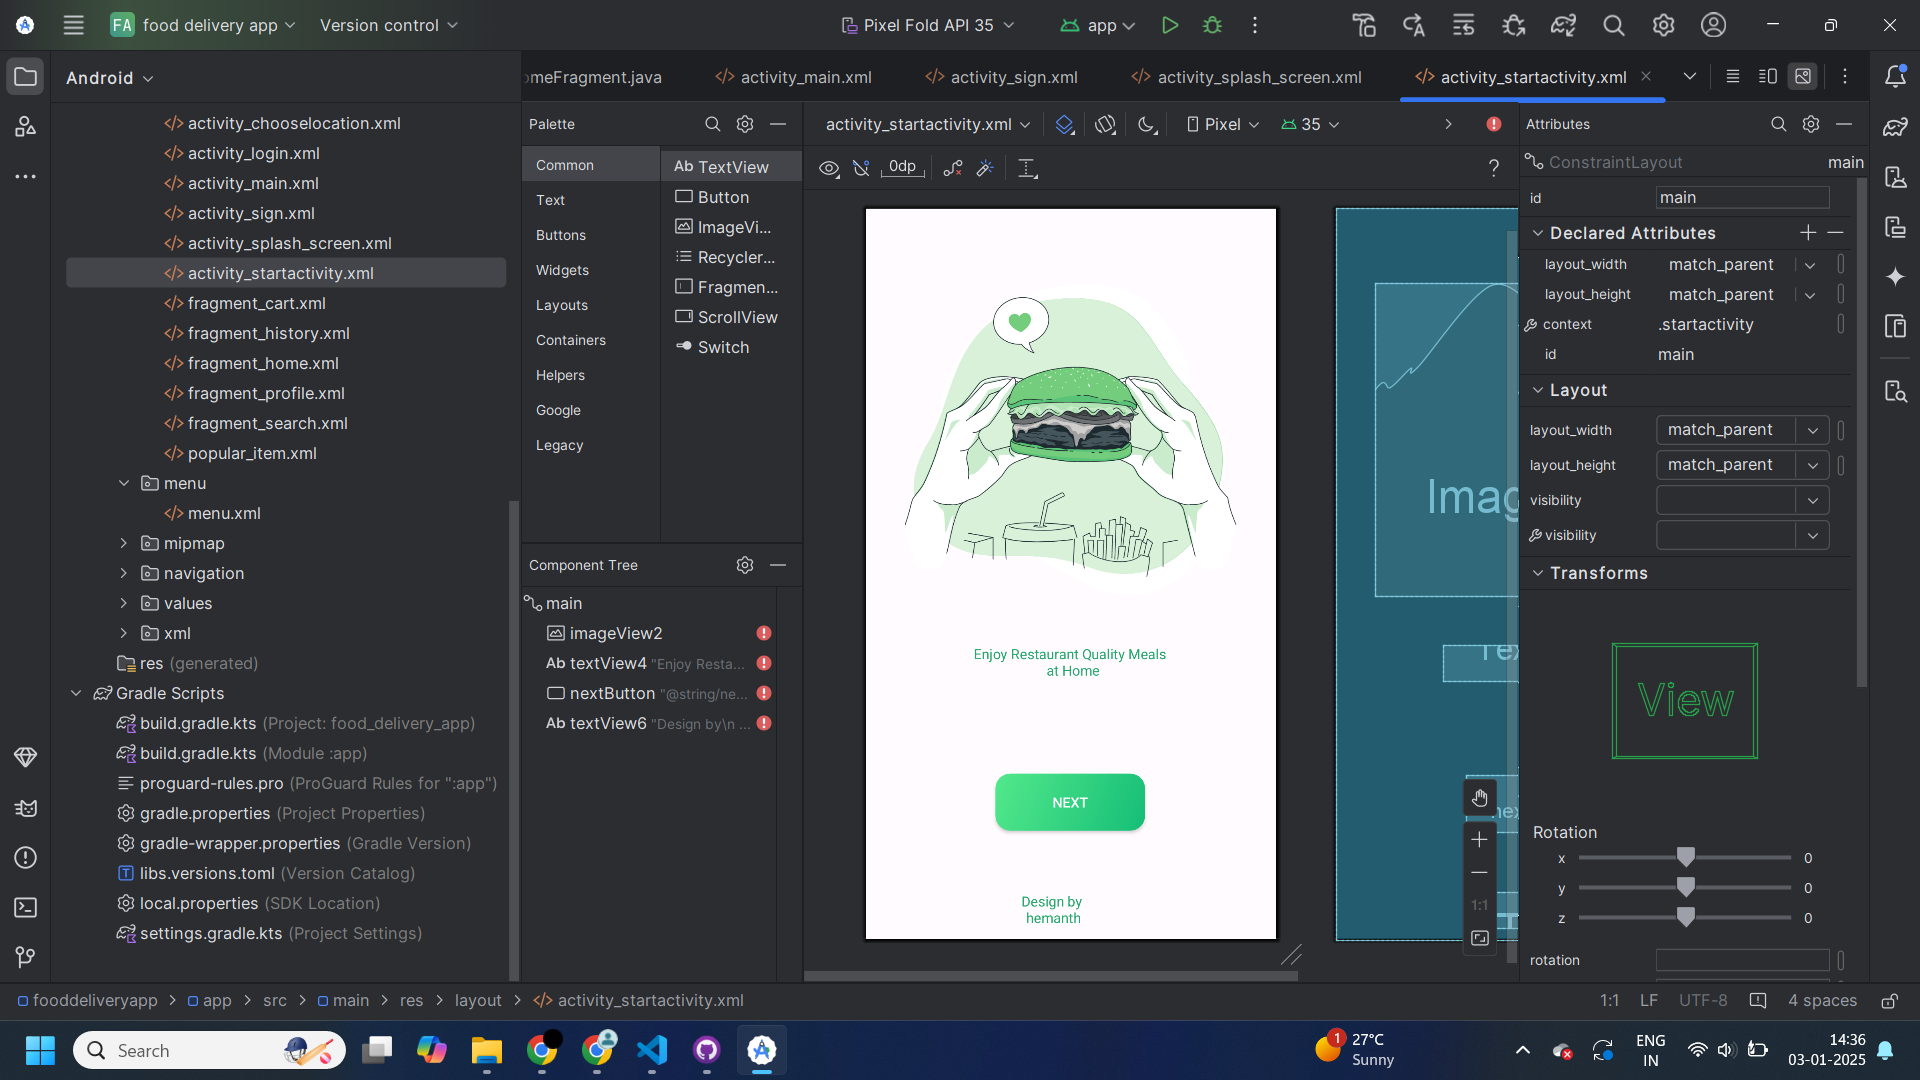 FA food delivery app Version control Pixel Fold API 35 app
Android
omeFragment.java activity_main.xml activity_sign.xml activity_splash_screen.xml activity_startactivity.xml
activity_chooselocation.xml
activity_login.xml
activity_main.xml
activity_sign.xml
activity_splash_screen.xml
activity_startactivity.xml
fragment_cart.xml
fragment_history.xml
fragment_home.xml
fragment_profile.xml
fragment_search.xml
popular_item.xml
menu
menu.xml
mipmap
navigation
values
xml
res (generated)
Gradle Scripts
build.gradle.kts (Project: food_delivery_app)
build.gradle.kts (Module :app)
proguard-rules.pro (ProGuard Rules for ":app")
gradle.properties (Project Properties)
gradle-wrapper.properties (Gradle Version)
libs.versions.toml (Version Catalog)
local.properties (SDK Location)
settings.gradle.kts (Project Settings)
Palette
Common
Text
Buttons
Widgets
Layouts
Containers
Helpers
Google
Legacy
Ab TextView
Button
ImageVi...
Recycler...
Fragmen...
ScrollView
Switch
Component Tree
main
imageView2
Ab textView4 "Enjoy Resta...
nextButton "@string/ne...
Ab textView6 "Design by\n ...
activity_startactivity.xml Pixel 35
0dp ?
Enjoy Restaurant Quality Meals
at Home
NEXT
Design by
hemanth
Imag
Tex
nex
T
1:1
Attributes
ConstraintLayout main
id main
Declared Attributes
layout_width match_parent
layout_height match_parent
context .startactivity
id main
Layout
layout_width match_parent
layout_height match_parent
visibility
visibility
Transforms
View
Rotation
x 0
y 0
z 0
rotation
fooddeliveryapp > app > src > main > res > layout > activity_startactivity.xml
1:1 LF UTF-8 4 spaces
Search
1 27°C
Sunny
ENG
IN
14:36
03-01-2025